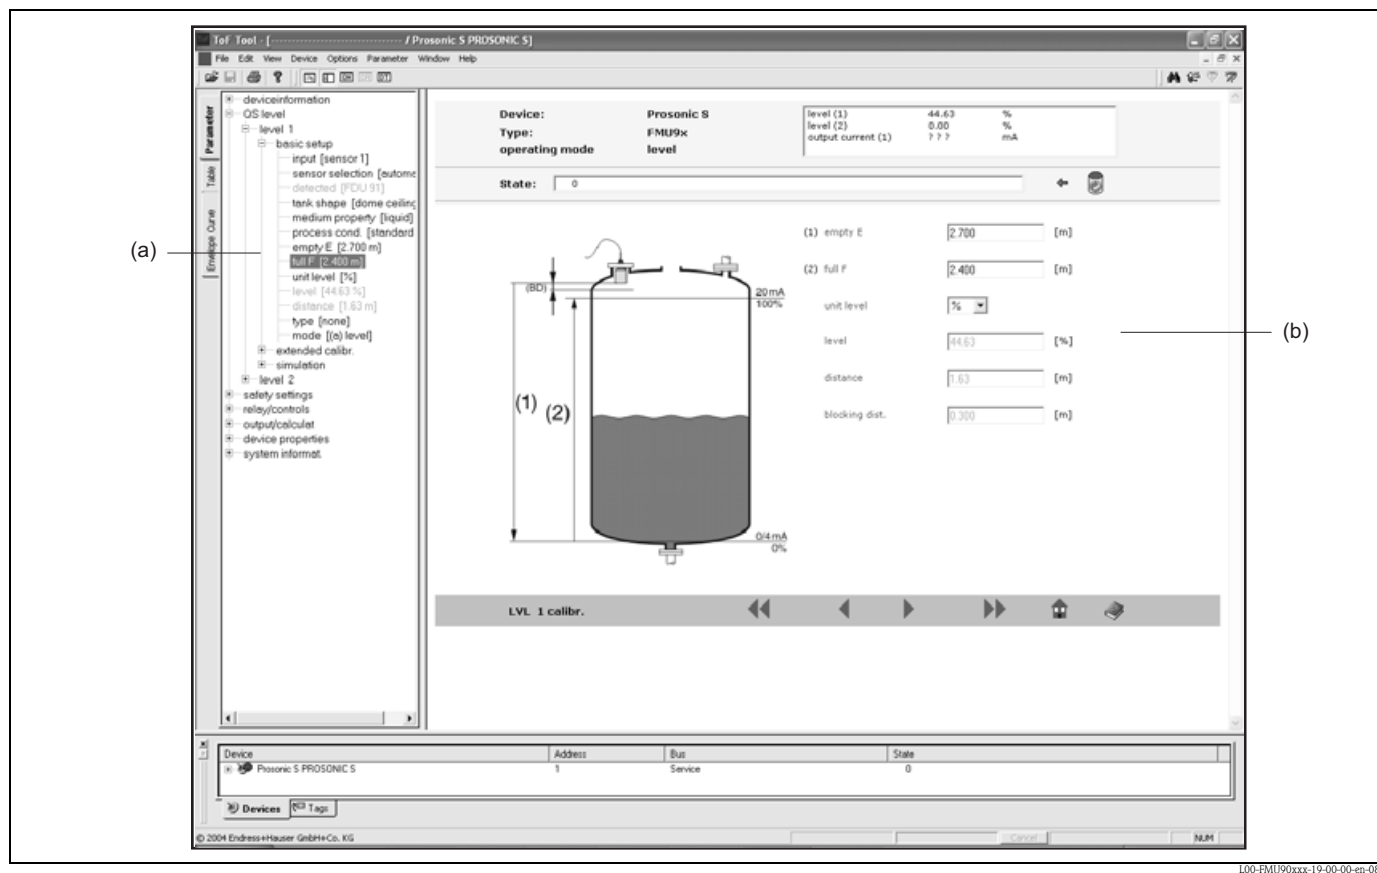 ToF Tool - [------------------------------- / Prosonic S PROSONIC S]
File Edit View Device Options Parameter Window Help
Parameter
Table
Envelope Curve
deviceinformation
OS level
level 1
basic setup
input [sensor 1]
sensor selection [automa
detected [FDU 91]
tank shape [dome ceiling
medium property [liquid]
process cond. [standard
empty E [2.700 m]
full F [2.400 m]
unit level [%]
level [44.63 %]
distance [1.63 m]
type [none]
mode [(a) level]
extended calibr.
simulation
level 2
safety settings
relay/controls
output/calculat
device properties
system informat.
(a)
Device: Prosonic S
Type: FMU9x
operating mode level
level (1) 44.63 %
level (2) 0.00 %
output current (1) ? ? ? mA
State: 0
(1) empty E 2.700 [m]
(2) full F 2.400 [m]
unit level %
level 44.63 [%]
distance 1.63 [m]
blocking dist. 0.300 [m]
(b)
(BD)
20 mA
100%
(1) (2)
0/4 mA
0%
LVL 1 calibr.
Device Address Bus State
Prosonic S PROSONIC S 1 Service 0
Devices Tags
© 2004 Endress+Hauser GmbH+Co. KG Cancel NUM
L00-FMU90xxx-19-00-00-en-08